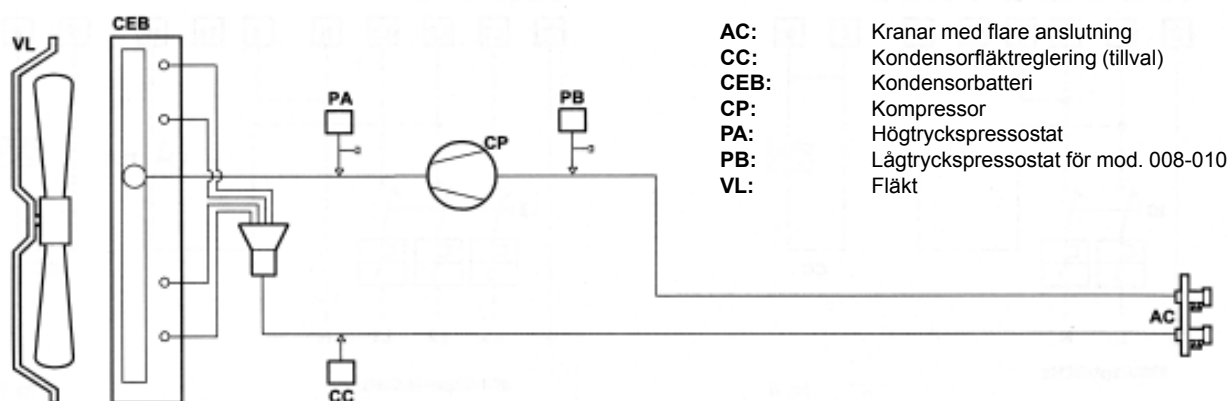 AC: Kranar med flare anslutning
CC: Kondensorfläktreglering (tillval)
CEB: Kondensorbatteri
CP: Kompressor
PA: Högtryckspressostat
PB: Lågtryckspressostat för mod. 008-010
VL: Fläkt
VL
CEB
PA
CP
PB
AC
CC